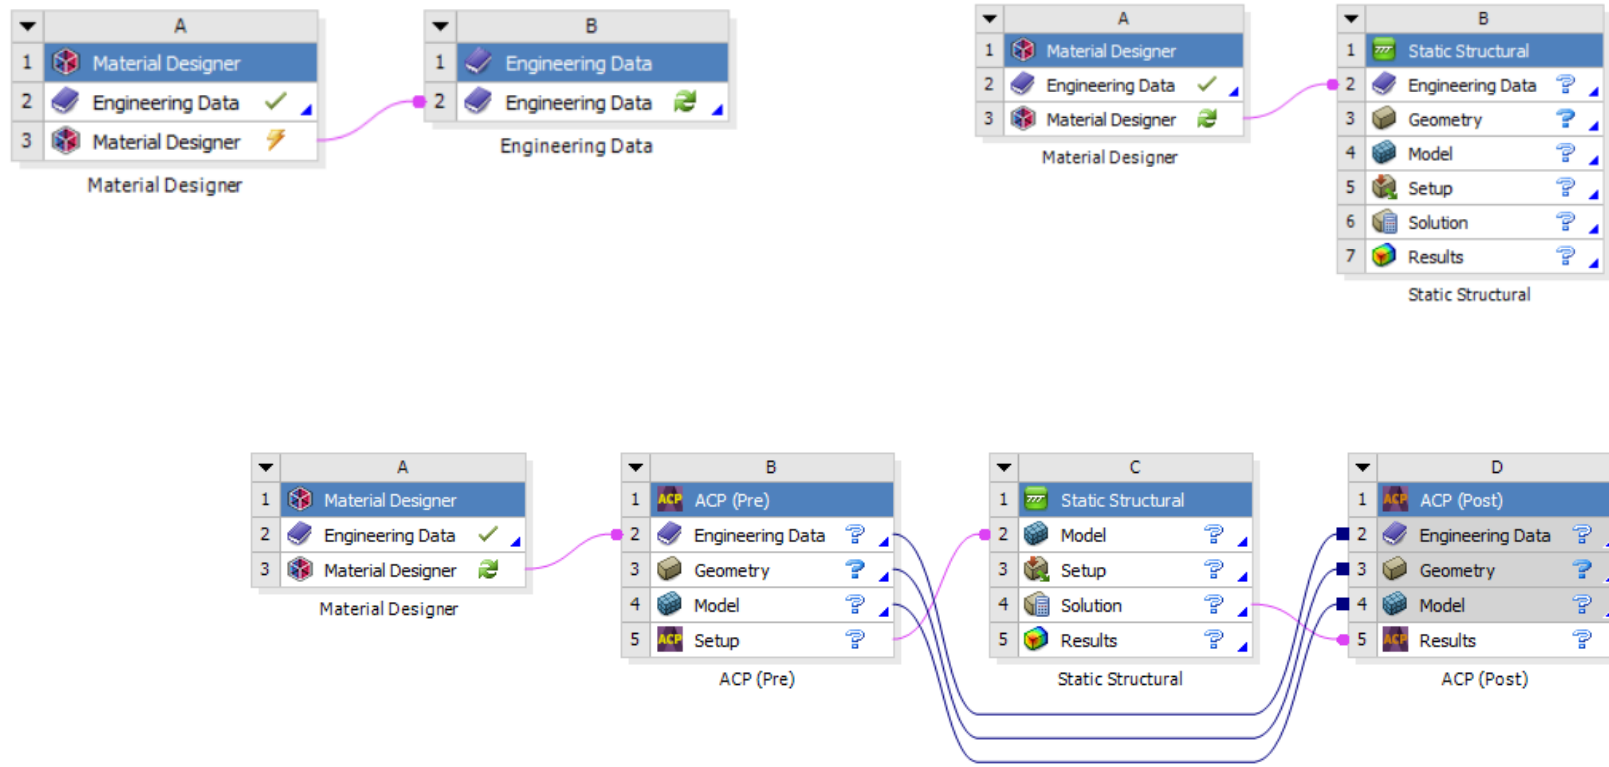 A
1 Material Designer
2 Engineering Data
3 Material Designer
Material Designer
B
1 Engineering Data
2 Engineering Data
Engineering Data
A
1 Material Designer
2 Engineering Data
3 Material Designer
Material Designer
B
1 Static Structural
2 Engineering Data ?
3 Geometry ?
4 Model ?
5 Setup ?
6 Solution ?
7 Results ?
Static Structural
A
1 Material Designer
2 Engineering Data
3 Material Designer
Material Designer
B
1 ACP ACP (Pre)
2 Engineering Data ?
3 Geometry ?
4 Model ?
5 ACP Setup ?
ACP (Pre)
C
1 Static Structural
2 Model ?
3 Setup ?
4 Solution ?
5 Results ?
Static Structural
D
1 ACP ACP (Post)
2 Engineering Data ?
3 Geometry ?
4 Model ?
5 ACP Results ?
ACP (Post)